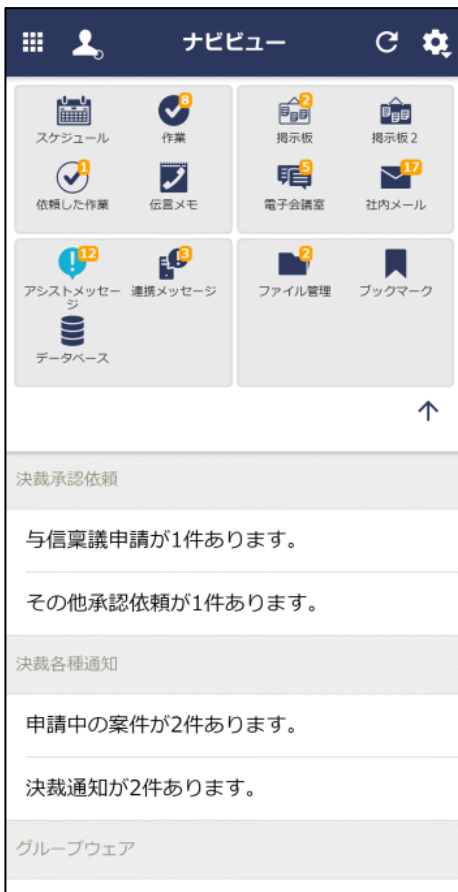 ナビビュー
8
スケジュール 作業
1
依頼した作業 伝言メモ
2
掲示板 掲示板2
5 17
電子会議室 社内メール
12 3
アシストメッセー 連携メッセージ
ジ
データベース
2
ファイル管理 ブックマーク
決裁承認依頼
与信稟議申請が1件あります。
その他承認依頼が1件あります。
決裁各種通知
申請中の案件が2件あります。
決裁通知が2件あります。
グループウェア